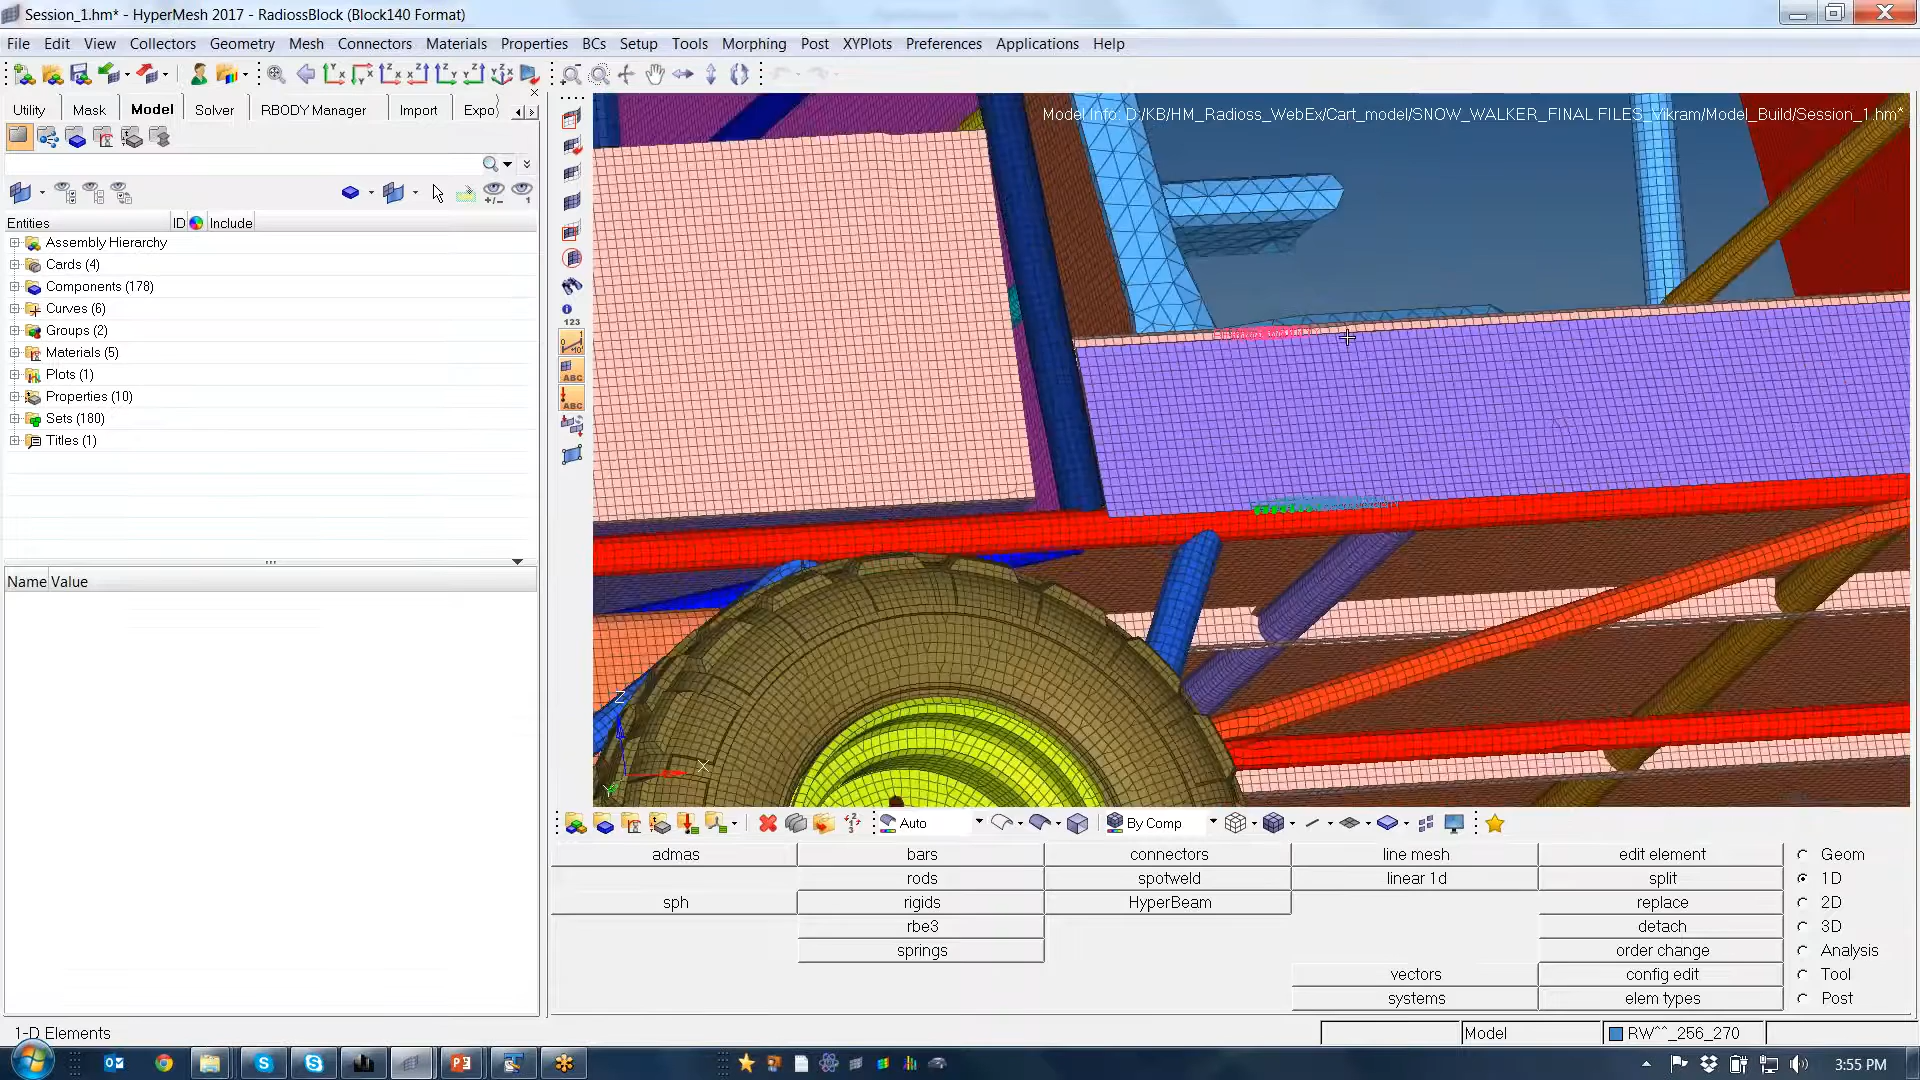 Session_1.hm* - HyperMesh 2017 - RadiossBlock (Block140 Format)
File Edit View Collectors Geometry Mesh Connectors Materials Properties BCs Setup Tools Morphing Post XYPlots Preferences Applications Help
Utility Mask Model Solver RBODY Manager Import Expo
Model Info: D:/KB/HM_Radioss_WebEx/Cart_model/SNOW_WALKER_FINAL FILES_Vikram/Model_Build/Session_1.hm*
Entities ID Include
Assembly Hierarchy
Cards (4)
Components (178)
Curves (6)
Groups (2)
Materials (5)
Plots (1)
Properties (10)
Sets (180)
Titles (1)
123
ABC
ABC
Name Value
Z
X
Y
Auto By Comp
admas bars connectors line mesh edit element Geom
rods spotweld linear 1d split 1D
sph rigids HyperBeam replace 2D
rbe3 detach 3D
springs order change Analysis
vectors config edit Tool
systems elem types Post
1-D Elements Model RW^^_256_270
3:55 PM